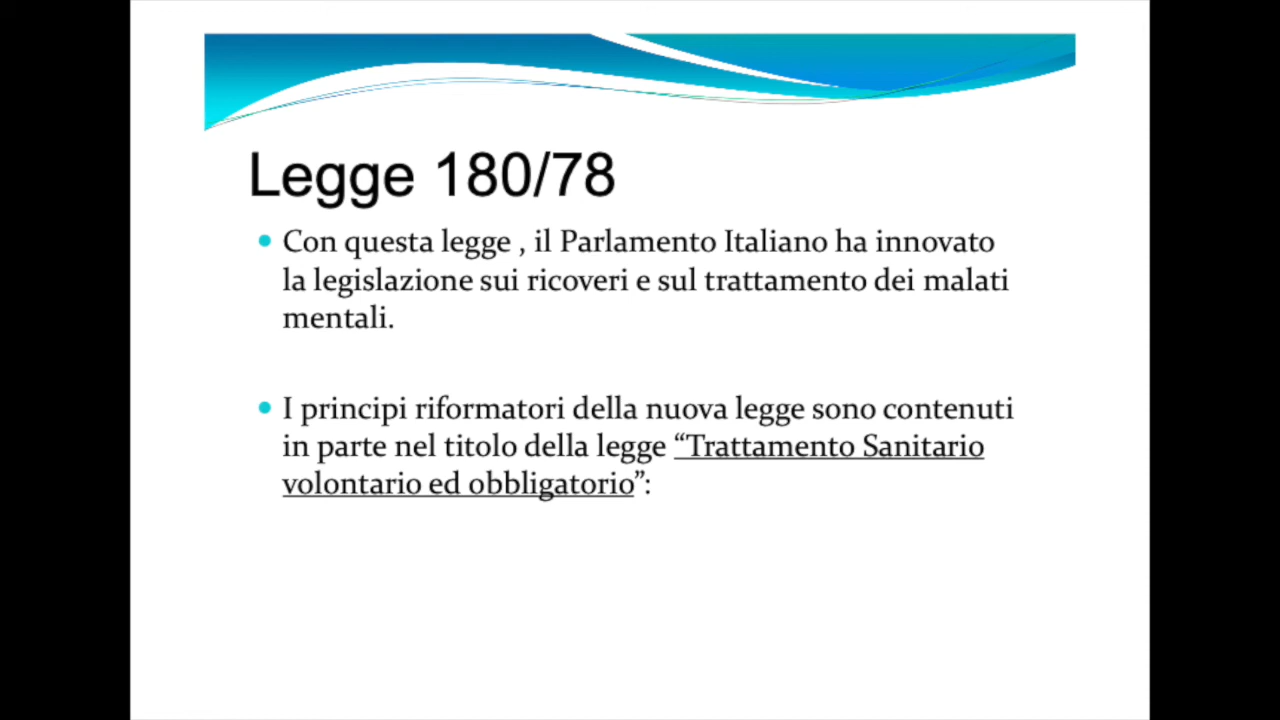 Legge 180/78
Con questa legge , il Parlamento Italiano ha innovato
la legislazione sui ricoveri e sul trattamento dei malati
mentali.
I principi riformatori della nuova legge sono contenuti
in parte nel titolo della legge “Trattamento Sanitario
volontario ed obbligatorio”: